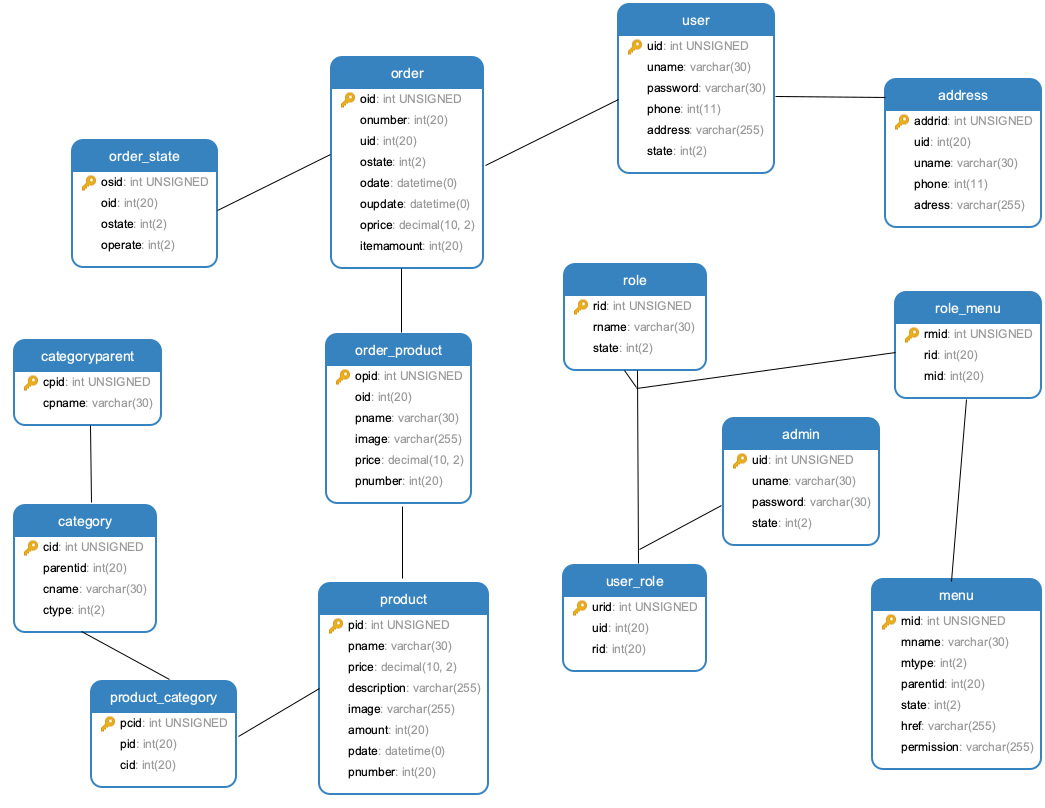 user
uid: int UNSIGNED
uname: varchar(30)
password: varchar(30)
phone: int(11)
address: varchar(255)
state: int(2)
order
oid: int UNSIGNED
onumber: int(20)
uid: int(20)
ostate: int(2)
odate: datetime(0)
oupdate: datetime(0)
oprice: decimal(10, 2)
itemamount: int(20)
address
addrid: int UNSIGNED
uid: int(20)
uname: varchar(30)
phone: int(11)
adress: varchar(255)
order_state
osid: int UNSIGNED
oid: int(20)
ostate: int(2)
operate: int(2)
role
rid: int UNSIGNED
rname: varchar(30)
state: int(2)
role_menu
rmid: int UNSIGNED
rid: int(20)
mid: int(20)
categoryparent
cpid: int UNSIGNED
cpname: varchar(30)
order_product
opid: int UNSIGNED
oid: int(20)
pname: varchar(30)
image: varchar(255)
price: decimal(10, 2)
pnumber: int(20)
admin
uid: int UNSIGNED
uname: varchar(30)
password: varchar(30)
state: int(2)
category
cid: int UNSIGNED
parentid: int(20)
cname: varchar(30)
ctype: int(2)
user_role
urid: int UNSIGNED
uid: int(20)
rid: int(20)
product
pid: int UNSIGNED
pname: varchar(30)
price: decimal(10, 2)
description: varchar(255)
image: varchar(255)
amount: int(20)
pdate: datetime(0)
pnumber: int(20)
menu
mid: int UNSIGNED
mname: varchar(30)
mtype: int(2)
parentid: int(20)
state: int(2)
href: varchar(255)
permission: varchar(255)
product_category
pcid: int UNSIGNED
pid: int(20)
cid: int(20)